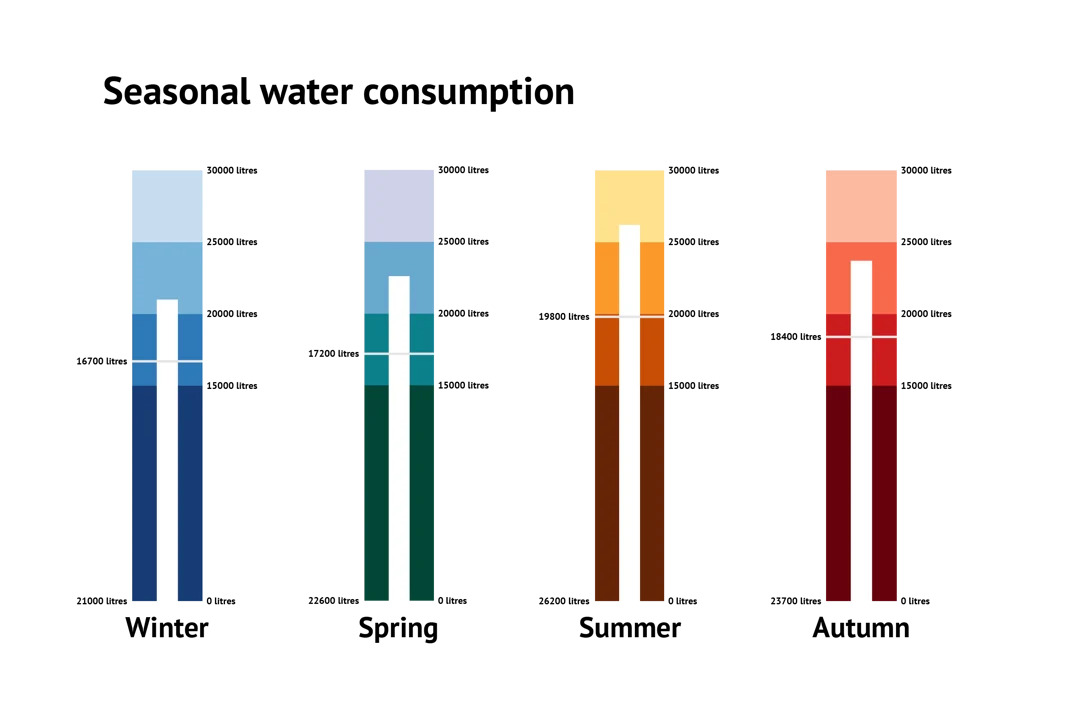 Seasonal water consumption
30000 litres
25000 litres
20000 litres
16700 litres
15000 litres
21000 litres
0 litres
Winter
30000 litres
25000 litres
20000 litres
17200 litres
15000 litres
22600 litres
0 litres
Spring
30000 litres
25000 litres
19800 litres
20000 litres
15000 litres
26200 litres
0 litres
Summer
30000 litres
25000 litres
20000 litres
18400 litres
15000 litres
23700 litres
0 litres
Autumn